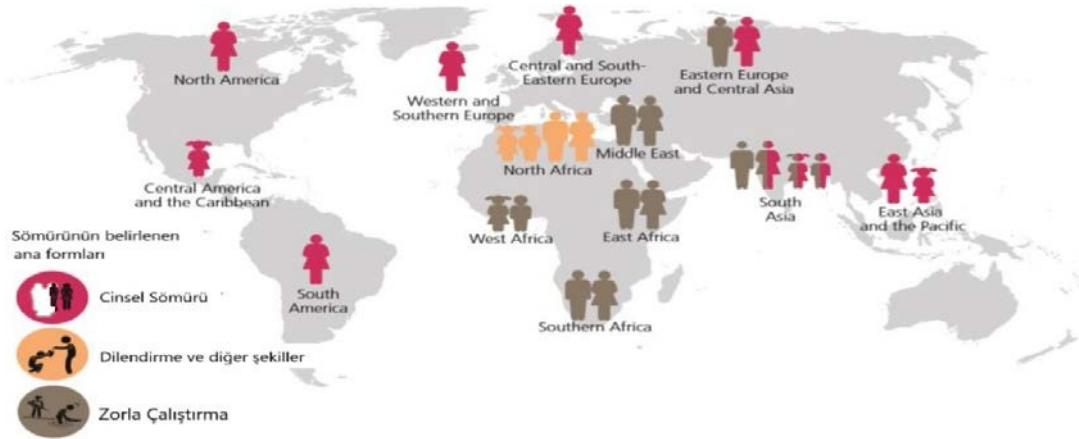 North America
Central and South-
Eastern Europe
Eastern Europe
and Central Asia
Western and
Southern Europe
Middle East
North Africa
Central America
and the Caribbean
South
Asia
East Asia
and the Pacific
West Africa
East Africa
South
America
Southern Africa
Sömürünün belirlenen
ana formları
Cinsel Sömürü
Dilendirme ve diğer şekiller
Zorla Çalıştırma